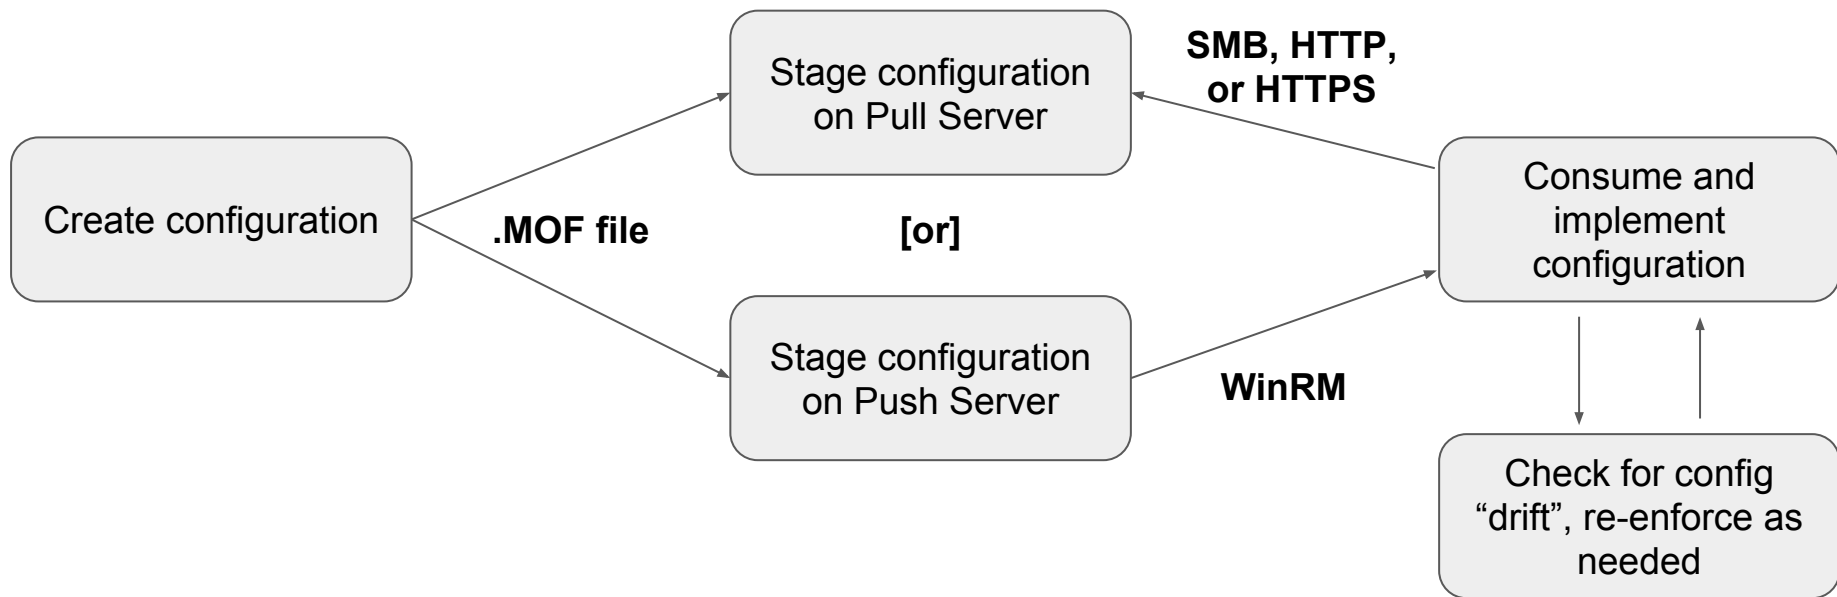 Create configuration
.MOF file
Stage configuration
on Pull Server
[or]
Stage configuration
on Push Server
SMB, HTTP,
or HTTPS
WinRM
Consume and
implement
configuration
Check for config
“drift”, re-enforce as
needed